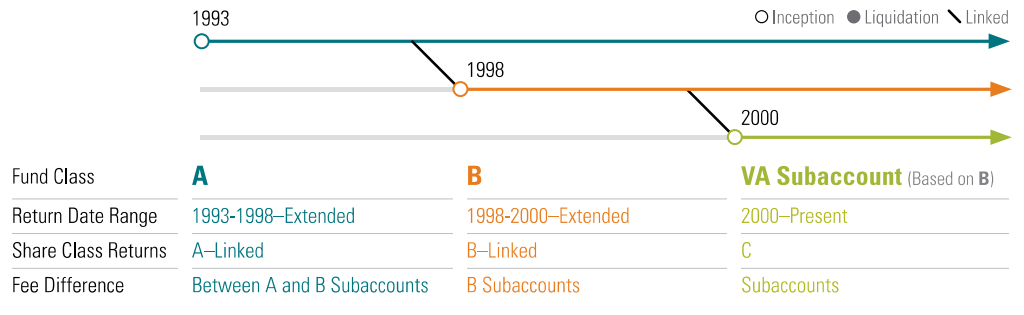 1993
Inception Liquidation Linked
1998
2000
Fund Class A B VA Subaccount (Based on B)
Return Date Range 1993-1998–Extended 1998-2000–Extended 2000–Present
Share Class Returns A–Linked B–Linked C
Fee Difference Between A and B Subaccounts B Subaccounts Subaccounts